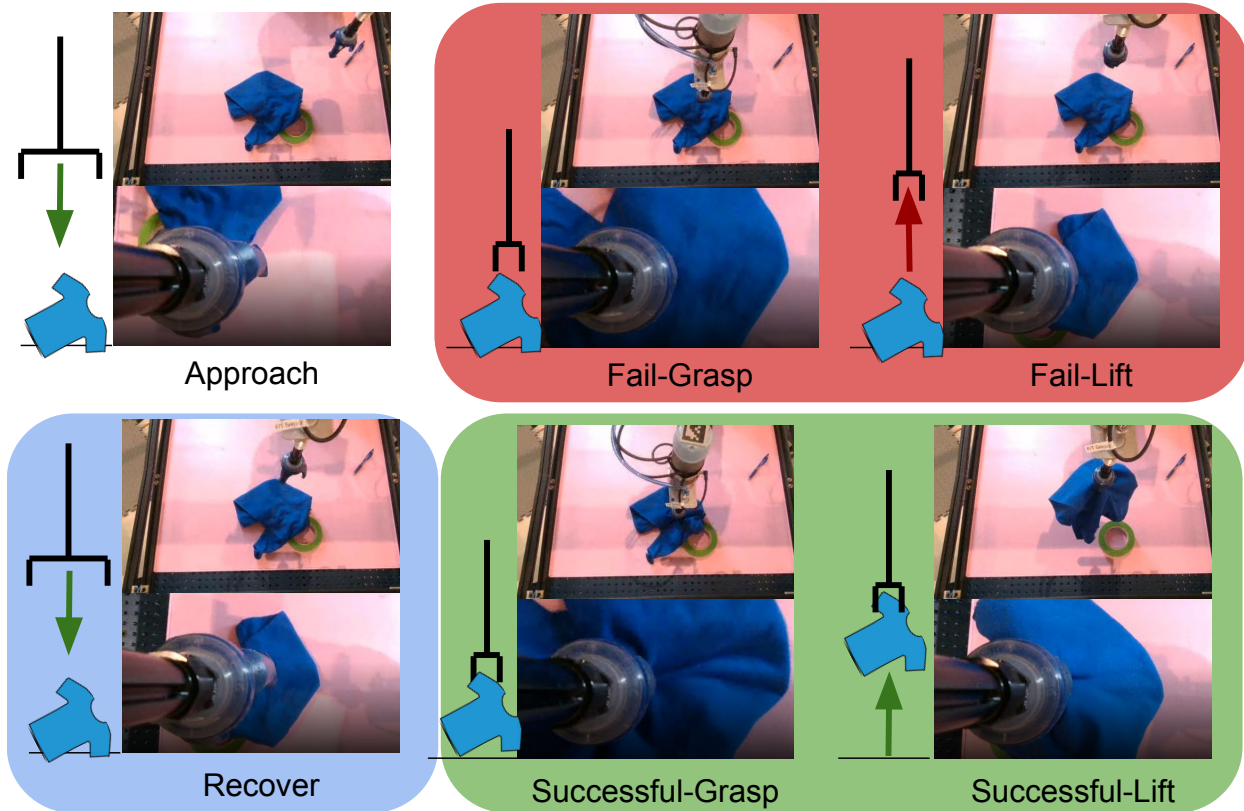 Approach
Fail-Grasp
Fail-Lift
Recover
Successful-Grasp
Successful-Lift